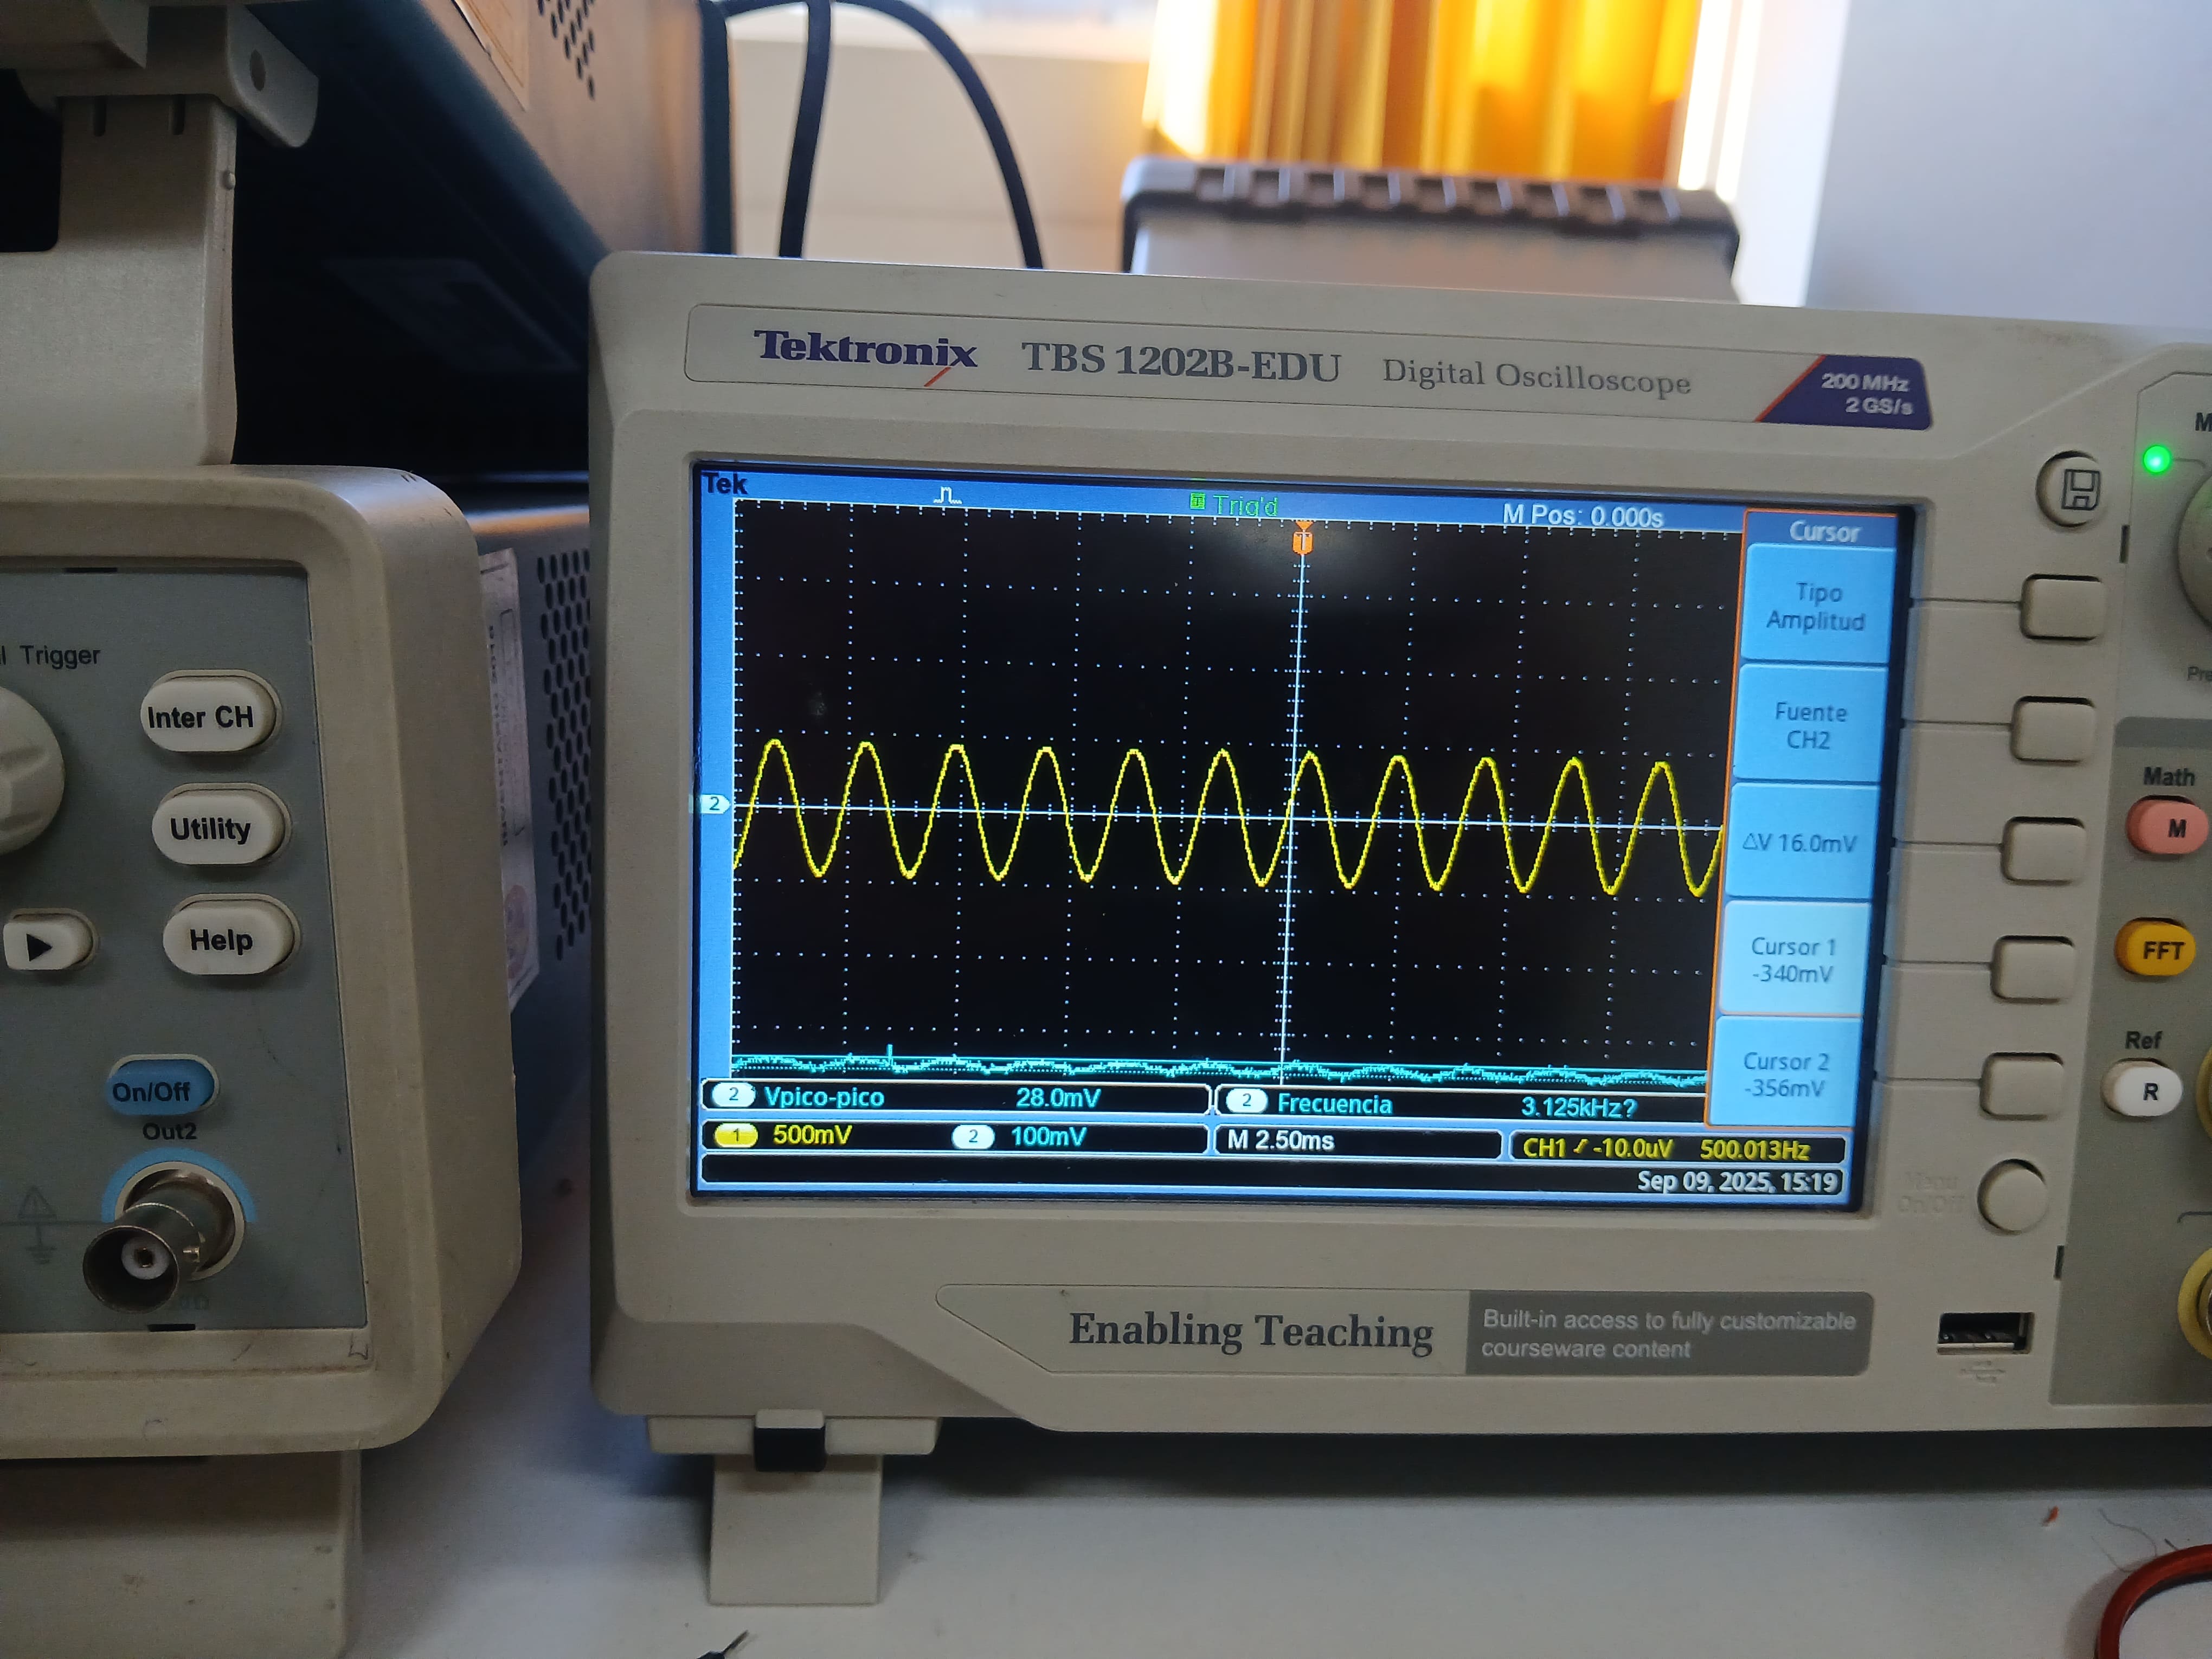 Tektronix TBS 1202B-EDU Digital Oscilloscope
200 MHz
2 GS/s
Tek Trig'd M Pos: 0.000s
Cursor
Tipo
Amplitud
Fuente
CH2
ΔV 16.0mV
Cursor 1
-340mV
Cursor 2
-356mV
2
2 Vpico-pico 28.0mV 2 Frecuencia 3.125kHz?
1 500mV 2 100mV M 2.50ms CH1 -10.0uV 500.013Hz
Sep 09, 2025, 15:19
Enabling Teaching
Built-in access to fully customizable
courseware content
Trigger
Inter CH
Utility
Help
On/Off
Out2
Math
M
FFT
Ref
R
Menu
On/Off